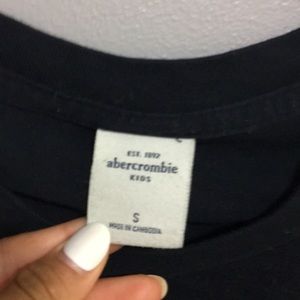 EST. 1892
abercrombie
KIDS
S
MADE IN CAMBODIA